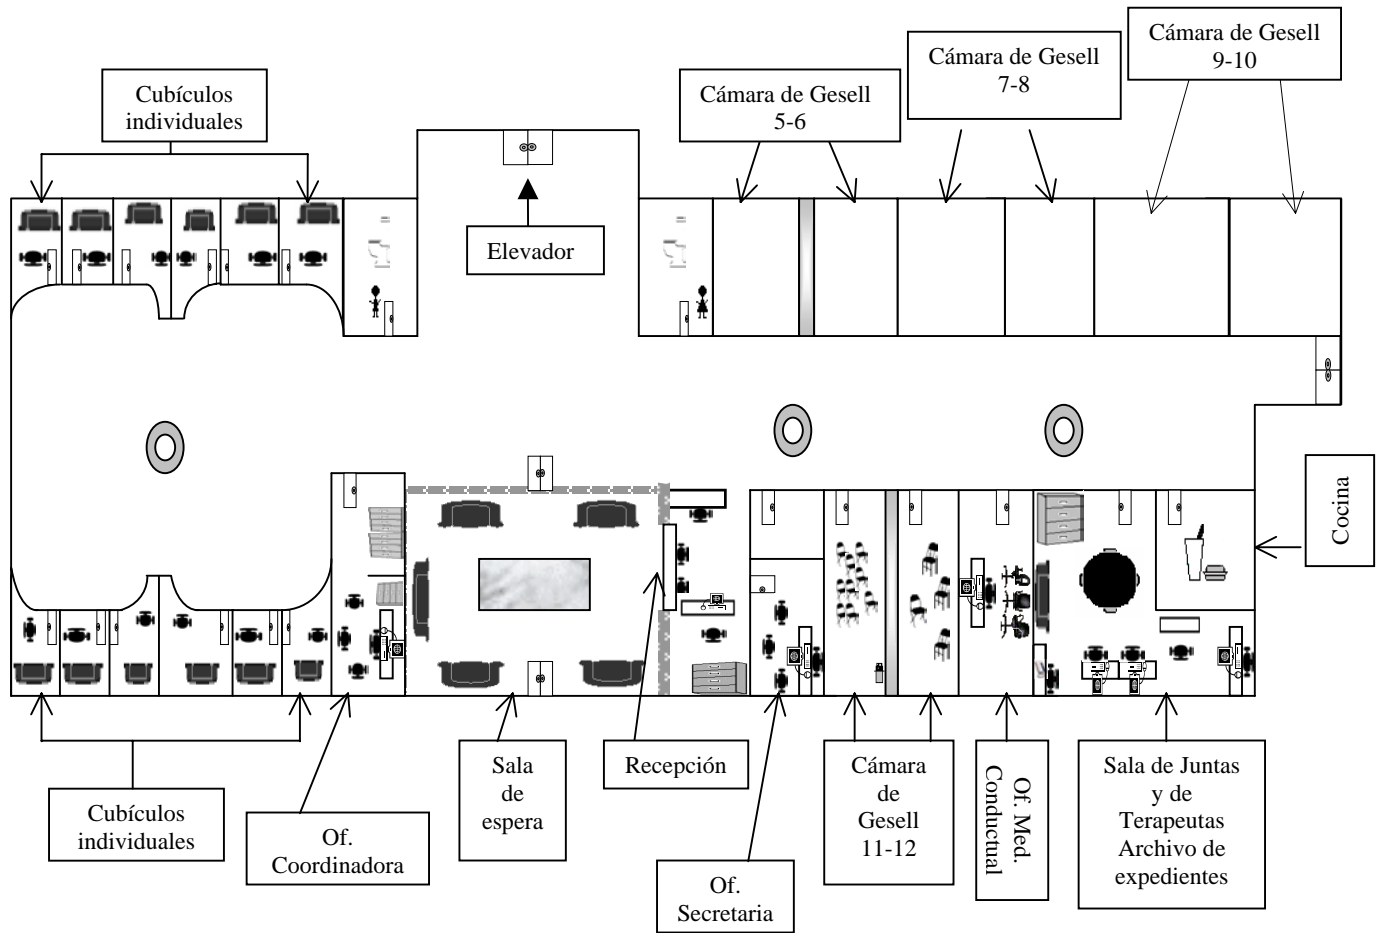 Cámara de Gesell
9-10
Cámara de Gesell
7-8
Cámara de Gesell
5-6
Cubículos
individuales
Elevador
Cocina
Cubículos
individuales
Of.
Coordinadora
Sala
de
espera
Recepción
Of.
Secretaria
Cámara
de
Gesell
11-12
Of. Med.
Conductual
Sala de Juntas
y de
Terapeutas
Archivo de
expedientes